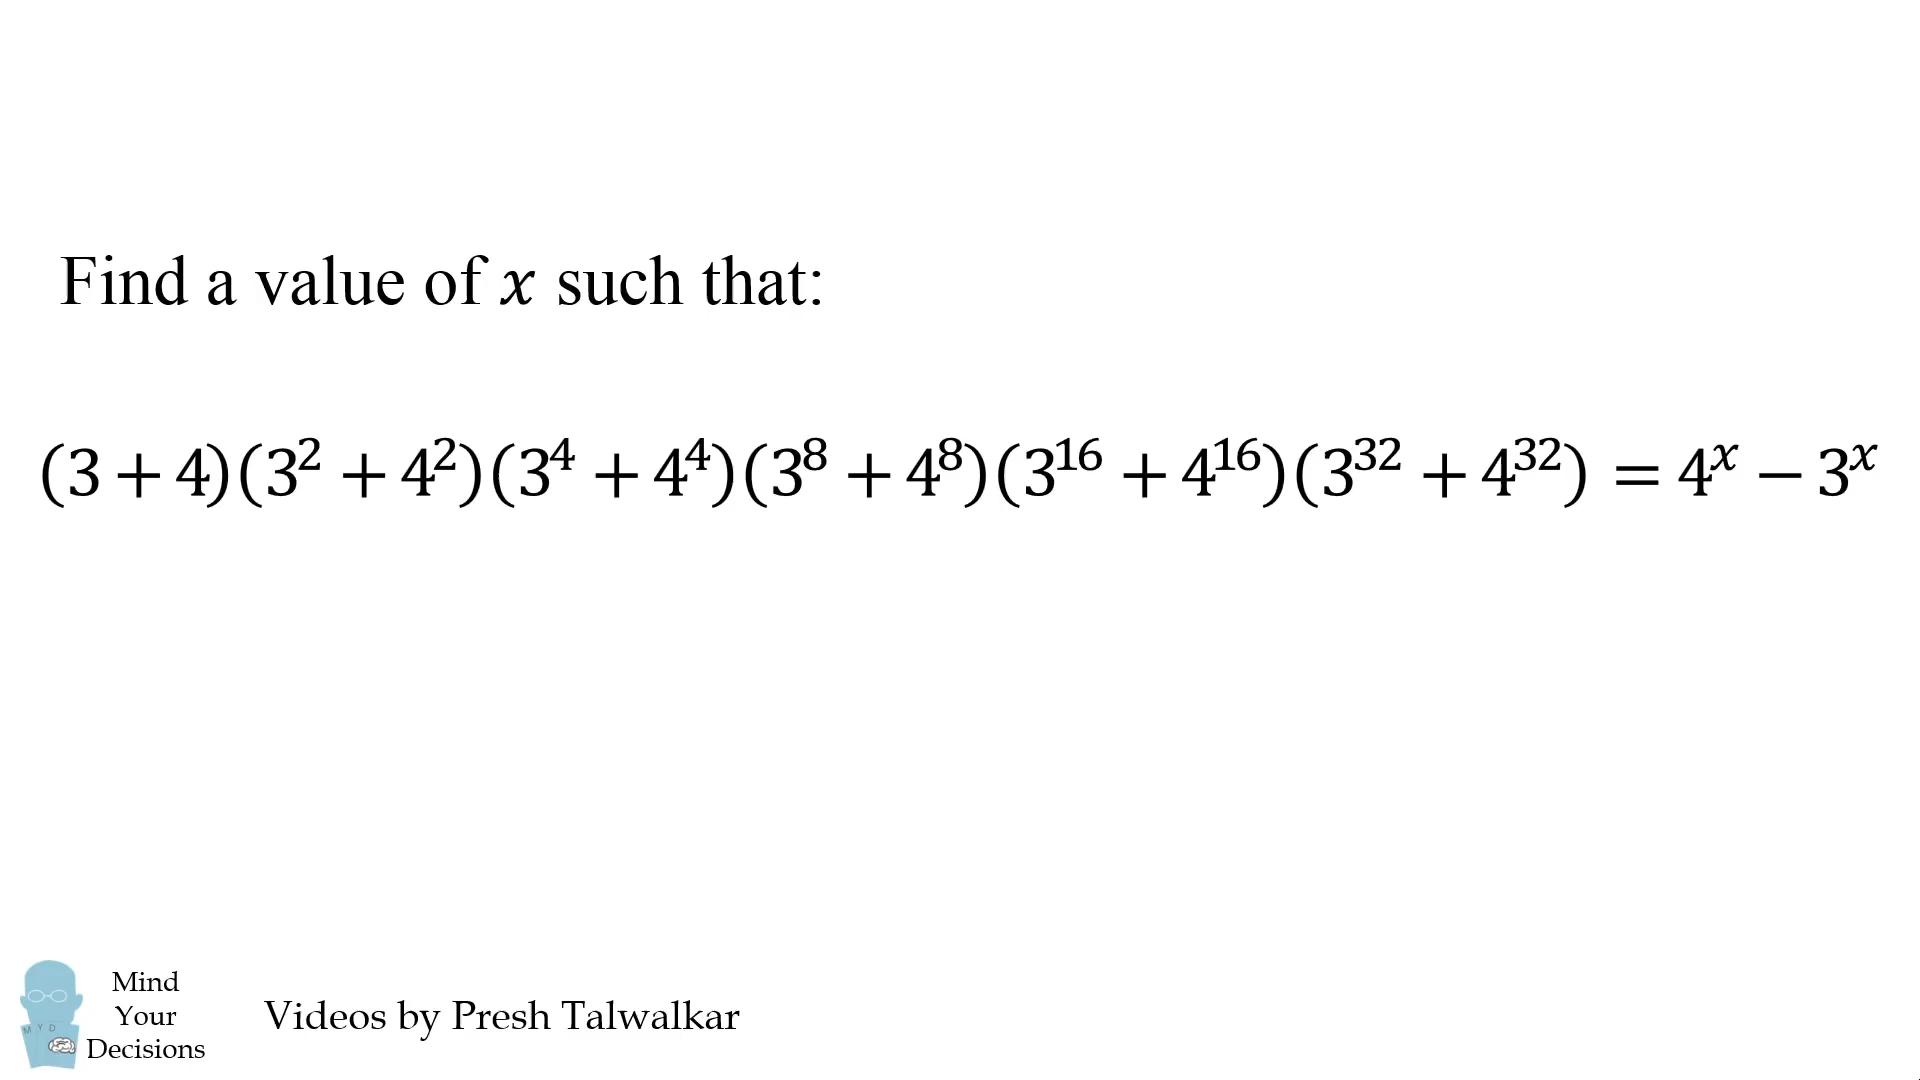 Find a value of x such that:
(3 + 4)(3² + 4²)(3⁴ + 4⁴)(3⁸ + 4⁸)(3¹⁶ + 4¹⁶)(3³² + 4³²) = 4ˣ − 3ˣ
Mind
Your
Decisions
M Y D
Videos by Presh Talwalkar